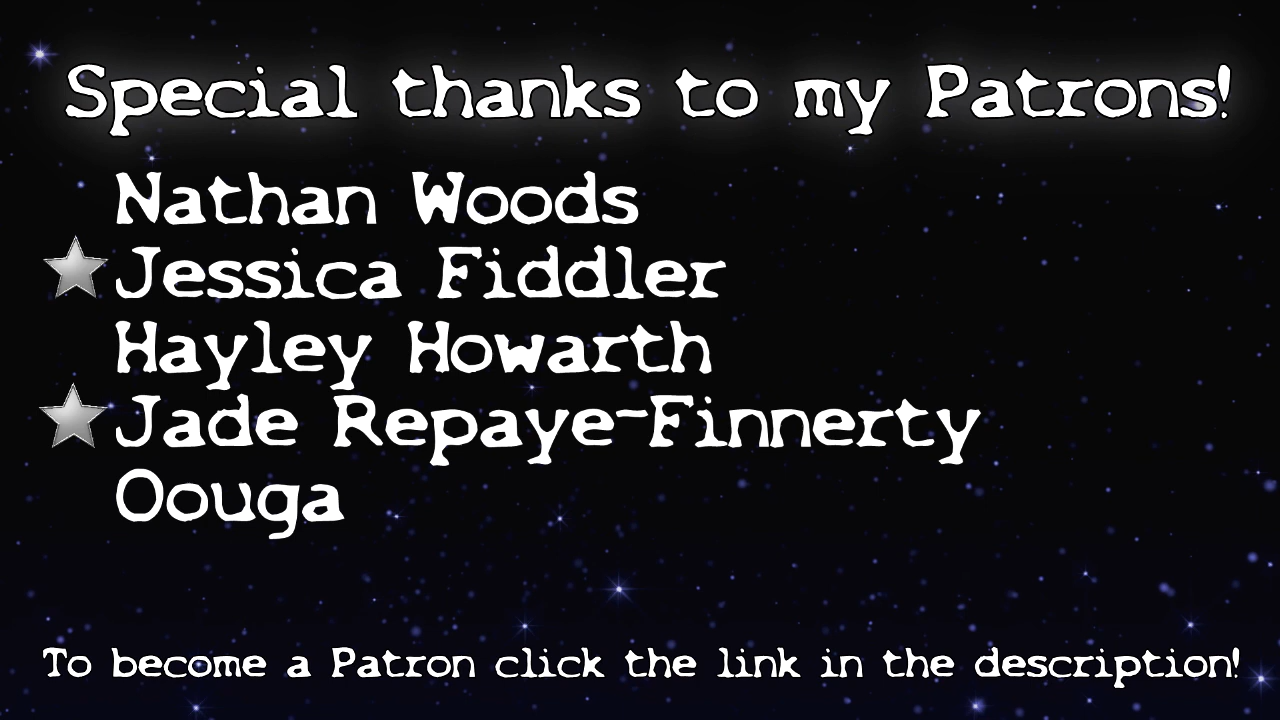 Special thanks to my Patrons!
Nathan Woods
Jessica Fiddler
Hayley Howarth
Jade Repaye-Finnerty
Oouga
To become a Patron click the link in the description!